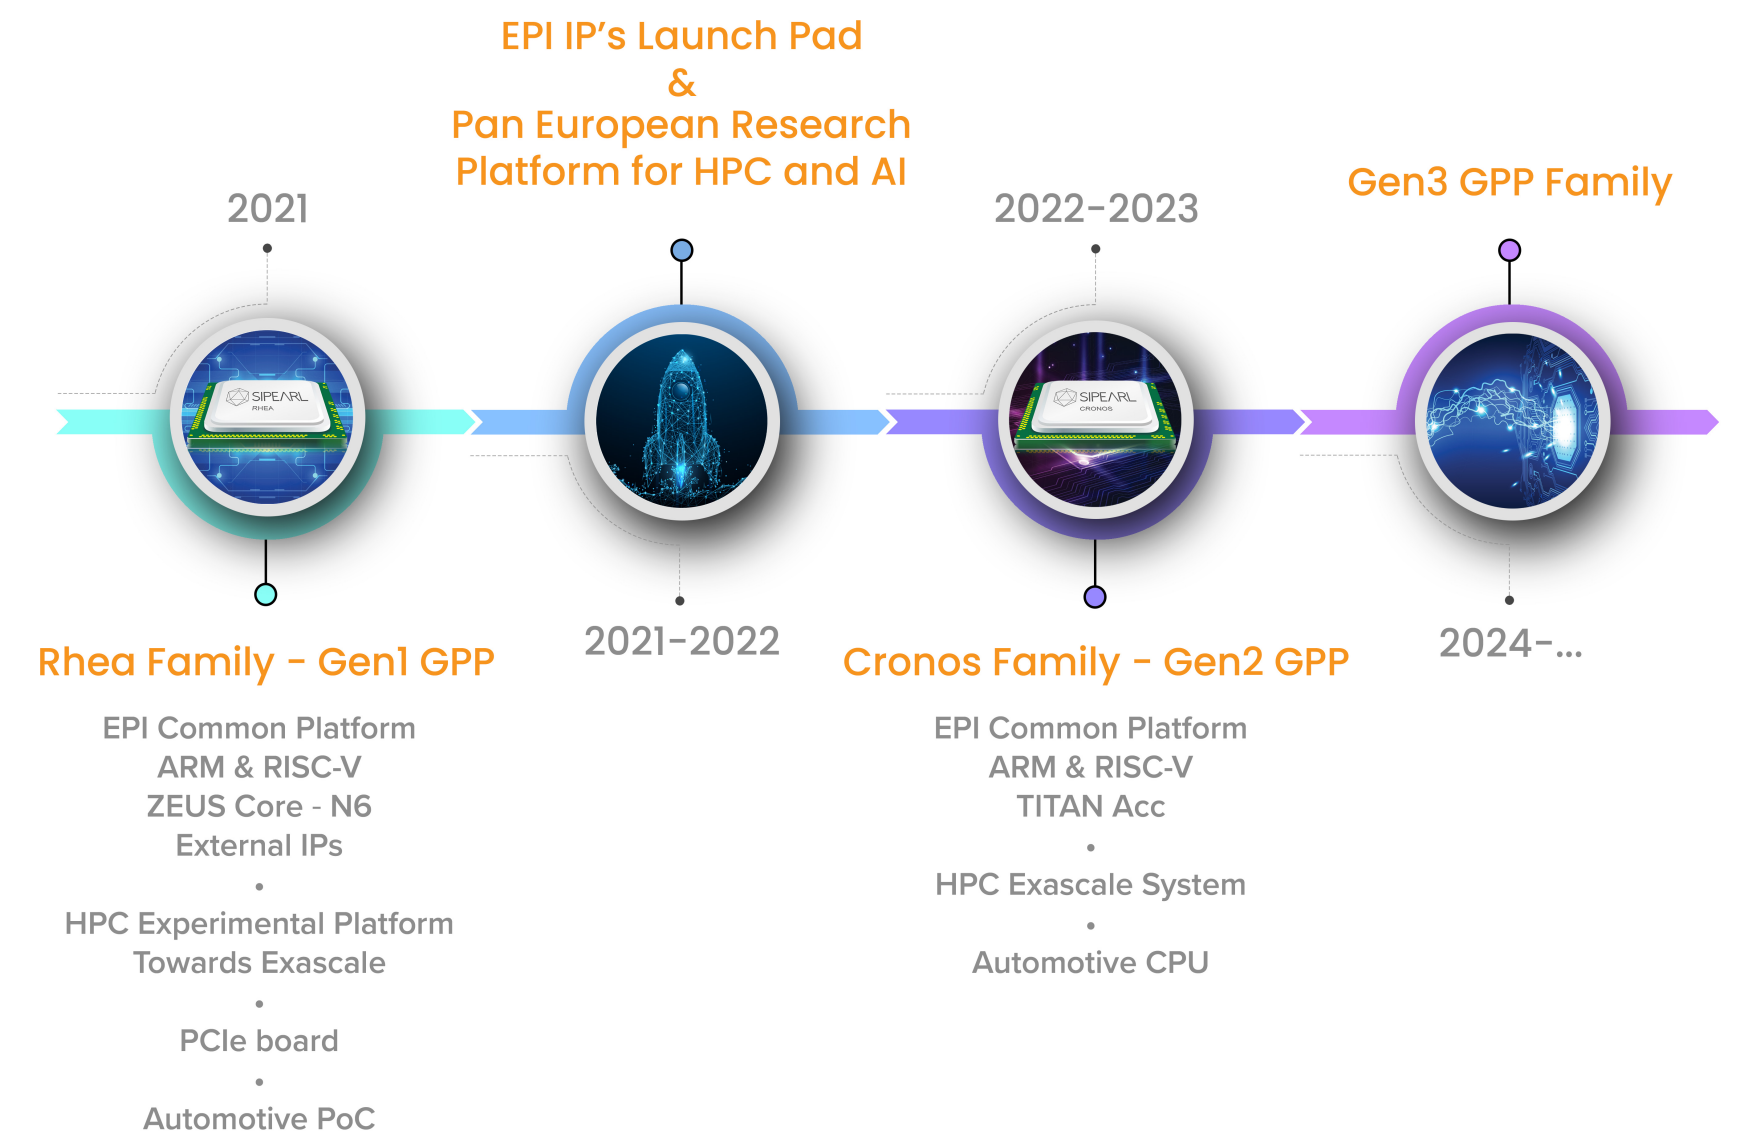 2021
SIPEARL
RHEA
Rhea Family - Gen1 GPP
EPI Common Platform
ARM & RISC-V
ZEUS Core - N6
External IPs
•
HPC Experimental Platform
Towards Exascale
•
PCIe board
•
Automotive PoC
EPI IP's Launch Pad
&
Pan European Research
Platform for HPC and AI
2021-2022
2022-2023
SIPEARL
CRONOS
Cronos Family - Gen2 GPP
EPI Common Platform
ARM & RISC-V
TITAN Acc
•
HPC Exascale System
•
Automotive CPU
Gen3 GPP Family
2024-...